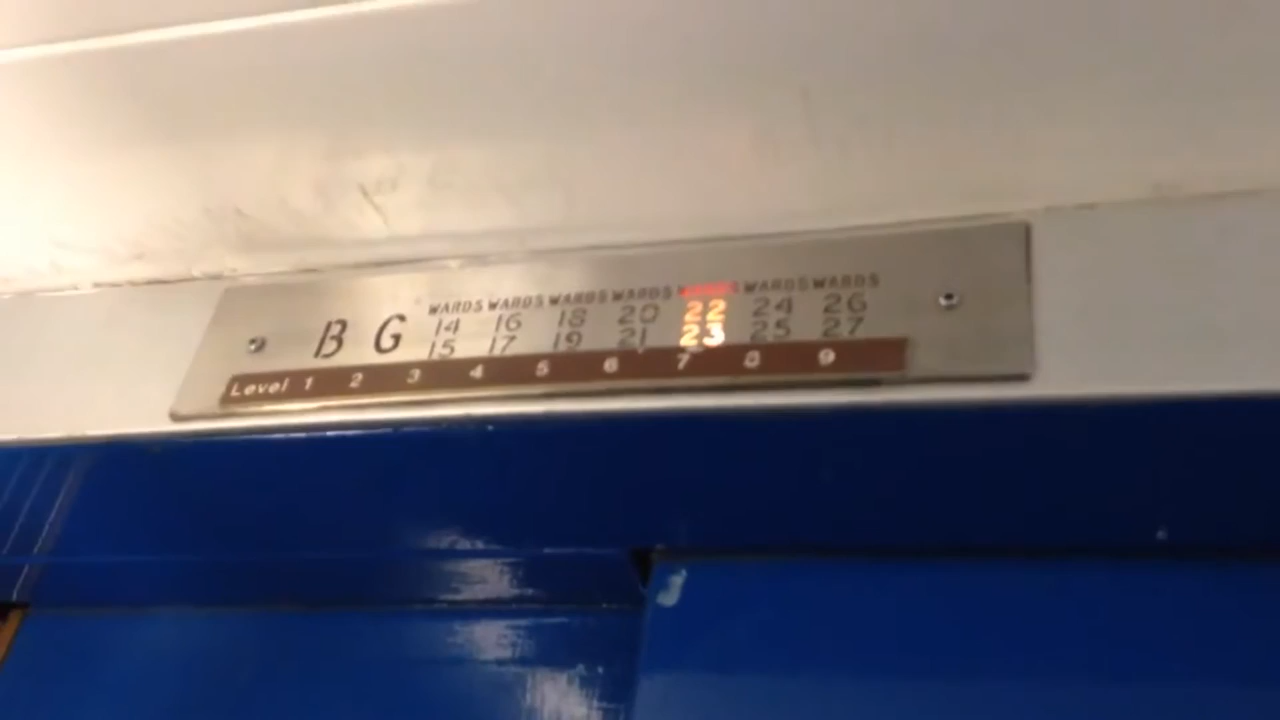 WARDS WARDS WARDS WARDS WARDS WARDS
B G 14 16 18 20 22 24 26
15 17 19 21 23 25 27
Level 1 2 3 4 5 6 7 8 9